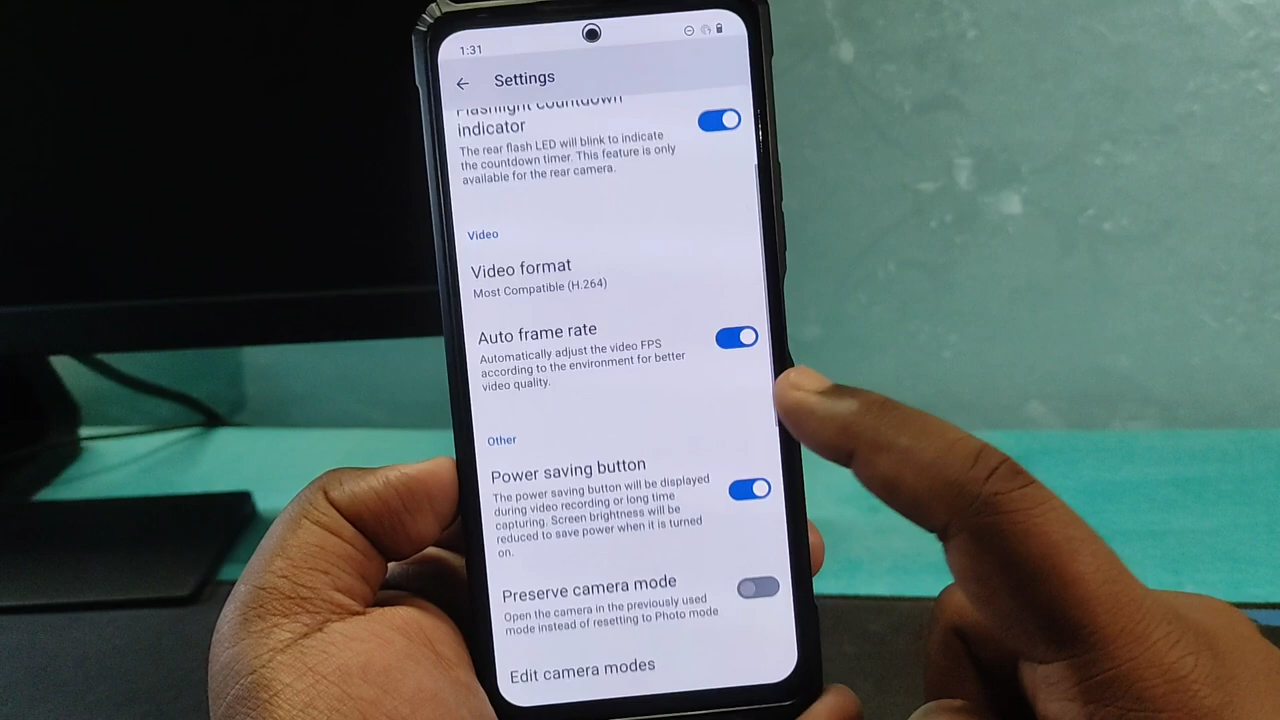 1:31
Settings
Flashlight countdown
indicator
The rear flash LED will blink to indicate
the countdown timer. This feature is only
available for the rear camera.
Video
Video format
Most Compatible (H.264)
Auto frame rate
Automatically adjust the video FPS
according to the environment for better
video quality.
Other
Power saving button
The power saving button will be displayed
during video recording or long time
capturing. Screen brightness will be
reduced to save power when it is turned
on.
Preserve camera mode
Open the camera in the previously used
mode instead of resetting to Photo mode
Edit camera modes